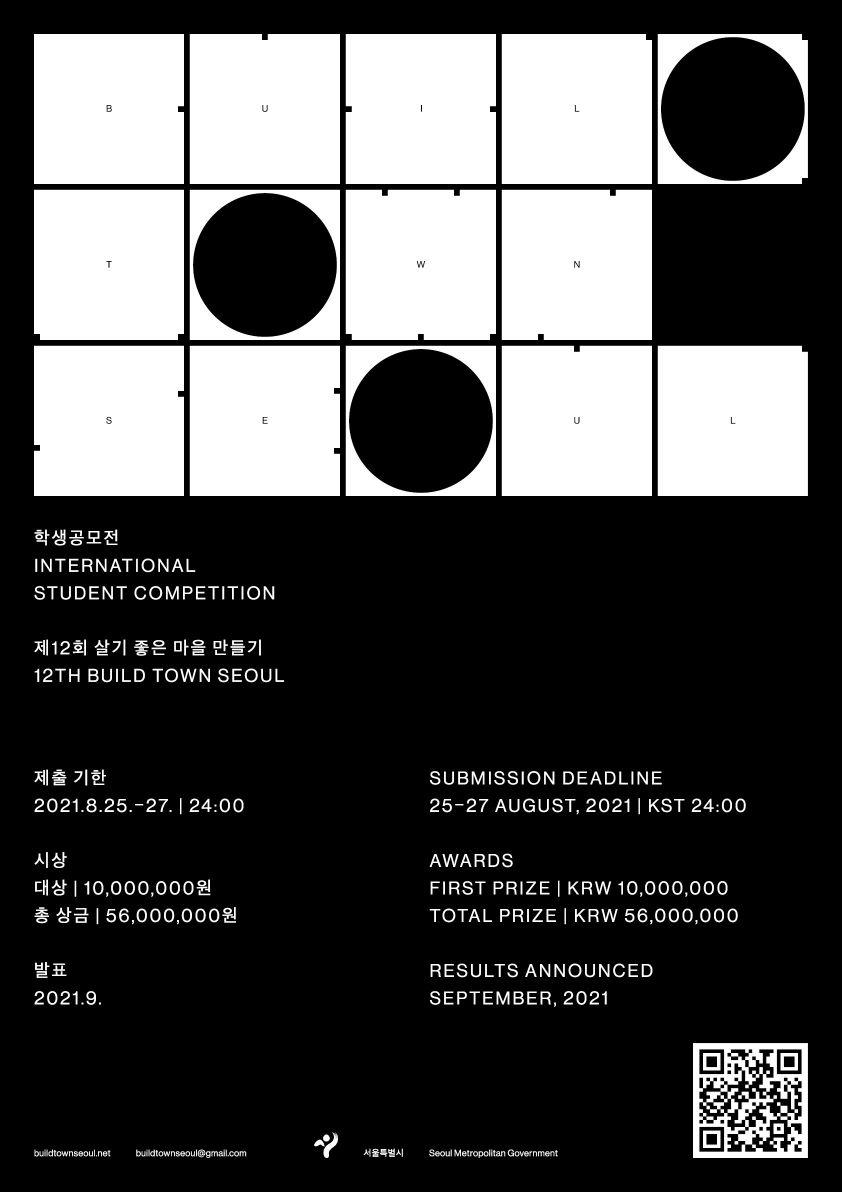 B U I L
T W N
S E U L
학생공모전
INTERNATIONAL
STUDENT COMPETITION
제12회 살기 좋은 마을 만들기
12TH BUILD TOWN SEOUL
제출 기한
2021.8.25.–27. | 24:00
시상
대상 | 10,000,000원
총 상금 | 56,000,000원
발표
2021.9.
SUBMISSION DEADLINE
25–27 AUGUST, 2021 | KST 24:00
AWARDS
FIRST PRIZE | KRW 10,000,000
TOTAL PRIZE | KRW 56,000,000
RESULTS ANNOUNCED
SEPTEMBER, 2021
buildtownseoul.net
buildtownseoul@gmail.com
서울특별시
Seoul Metropolitan Government